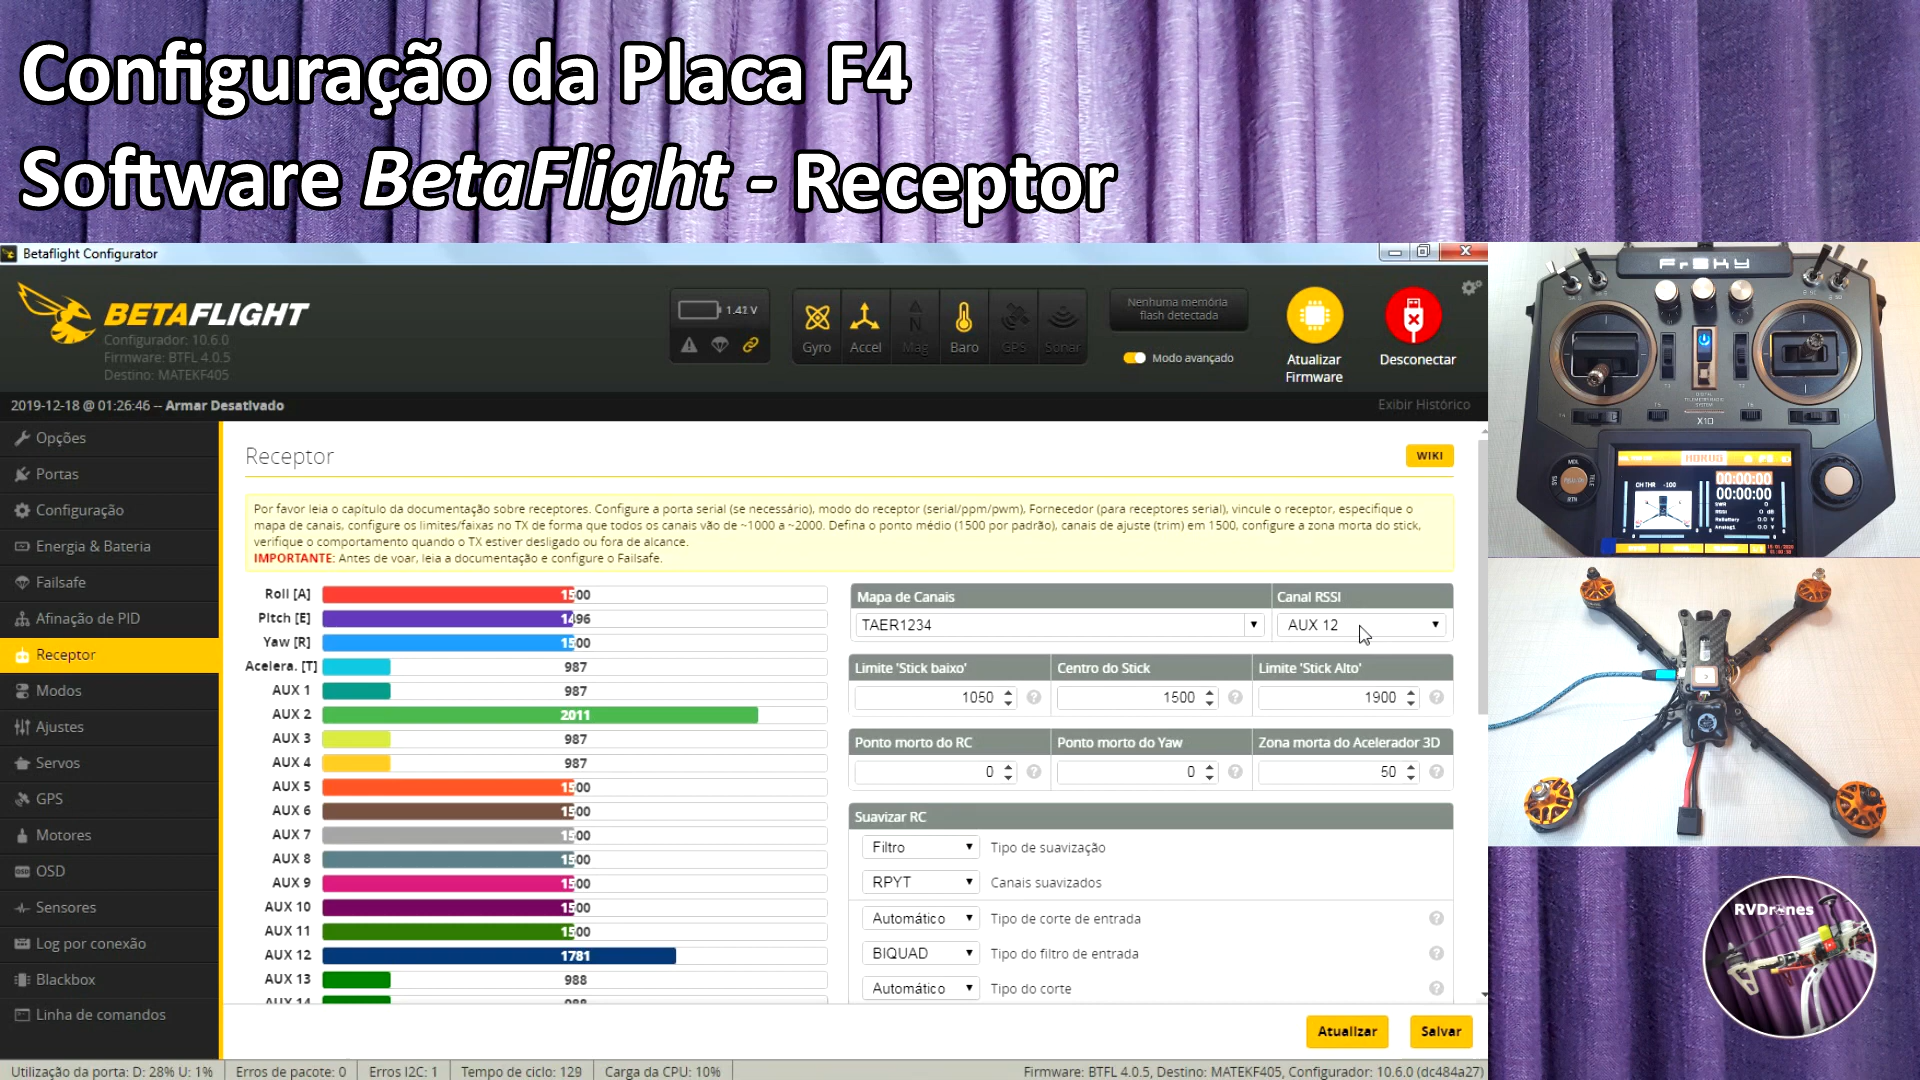 Configuração da Placa F4
Software BetaFlight - Receptor
Betaflight Configurator
BETAFLIGHT
Configurador: 10.6.0
Firmware: BTFL 4.0.5
Destino: MATEKF405
1.42 V
Gyro
Accel
Mag
Baro
GPS
Sonar
Nenhuma memória
flash detectada
Modo avançado
Atualizar
Firmware
Desconectar
2019-12-18 @ 01:26:46 -- Armar Desativado
Exibir Histórico
Opções
Portas
Configuração
Energia & Bateria
Failsafe
Afinação de PID
Receptor
Modos
Ajustes
Servos
GPS
Motores
OSD
Sensores
Log por conexão
Blackbox
Linha de comandos
Receptor
WIKI
Por favor leia o capítulo da documentação sobre receptores. Configure a porta serial (se necessário), modo do receptor (serial/ppm/pwm), Fornecedor (para receptores serial), vincule o receptor, especifique o
mapa de canais, configure os limites/faixas no TX de forma que todos os canais vão de ~1000 a ~2000. Defina o ponto médio (1500 por padrão), canais de ajuste (trim) em 1500, configure a zona morta do stick,
verifique o comportamento quando o TX estiver desligado ou fora de alcance.
IMPORTANTE: Antes de voar, leia a documentação e configure o Failsafe.
Roll [A] 1500
Pitch [E] 1496
Yaw [R] 1500
Acelera. [T] 987
AUX 1 987
AUX 2 2011
AUX 3 987
AUX 4 987
AUX 5 1500
AUX 6 1500
AUX 7 1500
AUX 8 1500
AUX 9 1500
AUX 10 1500
AUX 11 1500
AUX 12 1781
AUX 13 988
AUX 14 988
Mapa de Canais
Canal RSSI
TAER1234
AUX 12
Limite 'Stick baixo'
Centro do Stick
Limite 'Stick Alto'
1050
1500
1900
Ponto morto do RC
Ponto morto do Yaw
Zona morta do Acelerador 3D
0
0
50
Suavizar RC
Filtro Tipo de suavização
RPYT Canais suavizados
Automático Tipo de corte de entrada
BIQUAD Tipo do filtro de entrada
Automático Tipo do corte
Atualizar
Salvar
Utilização da porta: D: 28% U: 1%
Erros de pacote: 0
Erros I2C: 1
Tempo de ciclo: 129
Carga da CPU: 10%
Firmware: BTFL 4.0.5, Destino: MATEKF405, Configurador: 10.6.0 (dc484a27)
FrSKY
X10
CH THR -100
00:00:00
00:00:00
RVDrones